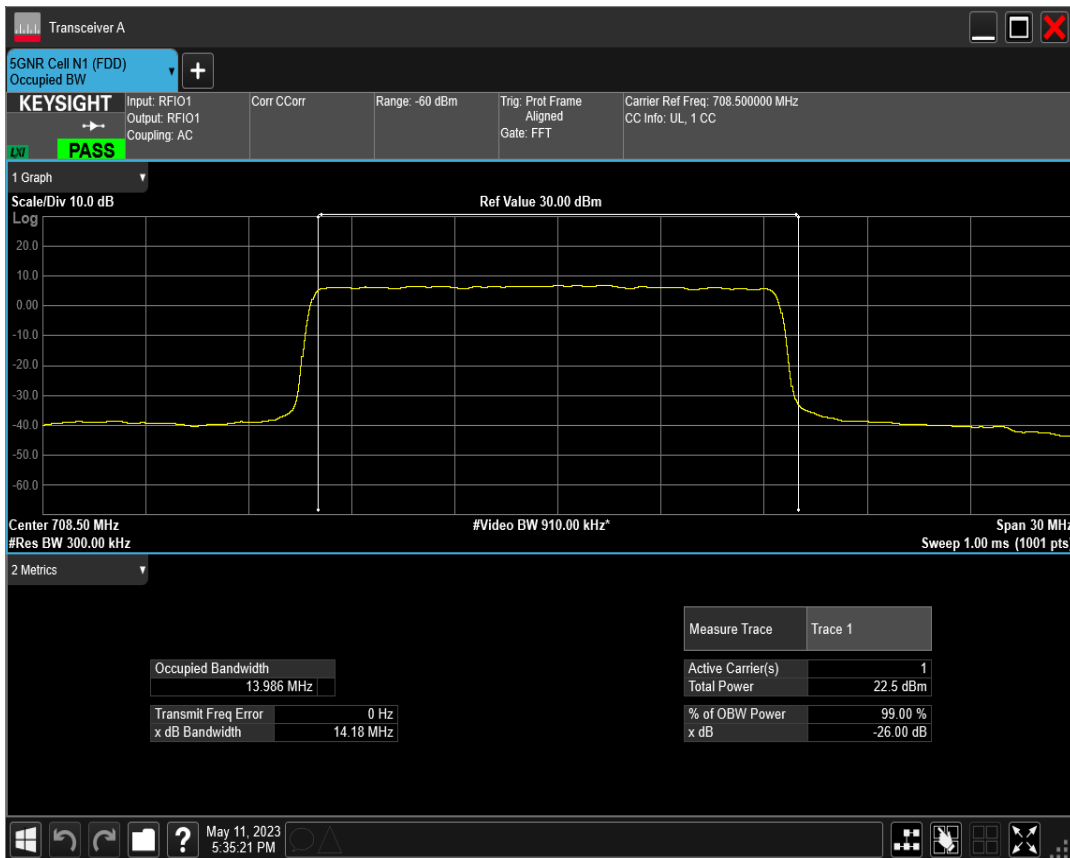 Transceiver A
5GNR Cell N1 (FDD)
Occupied BW
KEYSIGHT
LXI
PASS
Input: RFIO1
Output: RFIO1
Coupling: AC
Corr CCorr
Range: -60 dBm
Trig: Prot Frame
Aligned
Gate: FFT
Carrier Ref Freq: 708.500000 MHz
CC Info: UL, 1 CC
1 Graph
Scale/Div 10.0 dB
Ref Value 30.00 dBm
Log
20.0
10.0
0.00
-10.0
-20.0
-30.0
-40.0
-50.0
-60.0
Center 708.50 MHz
#Video BW 910.00 kHz*
Span 30 MHz
#Res BW 300.00 kHz
Sweep 1.00 ms (1001 pts)
2 Metrics
Measure Trace Trace 1
Occupied Bandwidth
13.986 MHz
Active Carrier(s) 1
Total Power 22.5 dBm
Transmit Freq Error 0 Hz
x dB Bandwidth 14.18 MHz
% of OBW Power 99.00 %
x dB -26.00 dB
?
May 11, 2023
5:35:21 PM